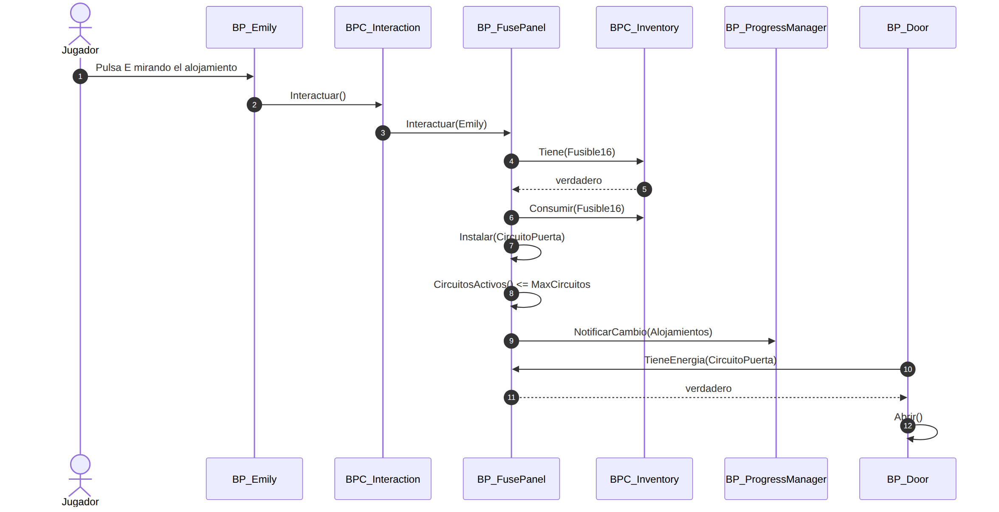 Jugador
BP_Emily
BPC_Interaction
BP_FusePanel
BPC_Inventory
BP_ProgressManager
BP_Door
Pulsa E mirando el alojamiento
1
Interactuar()
2
Interactuar(Emily)
3
Tiene(Fusible16)
4
verdadero
5
Consumir(Fusible16)
6
Instalar(CircuitoPuerta)
7
CircuitosActivos() <= MaxCircuitos
8
NotificarCambio(Alojamientos)
9
TieneEnergia(CircuitoPuerta)
10
verdadero
11
Abrir()
12
Jugador
BP_Emily
BPC_Interaction
BP_FusePanel
BPC_Inventory
BP_ProgressManager
BP_Door